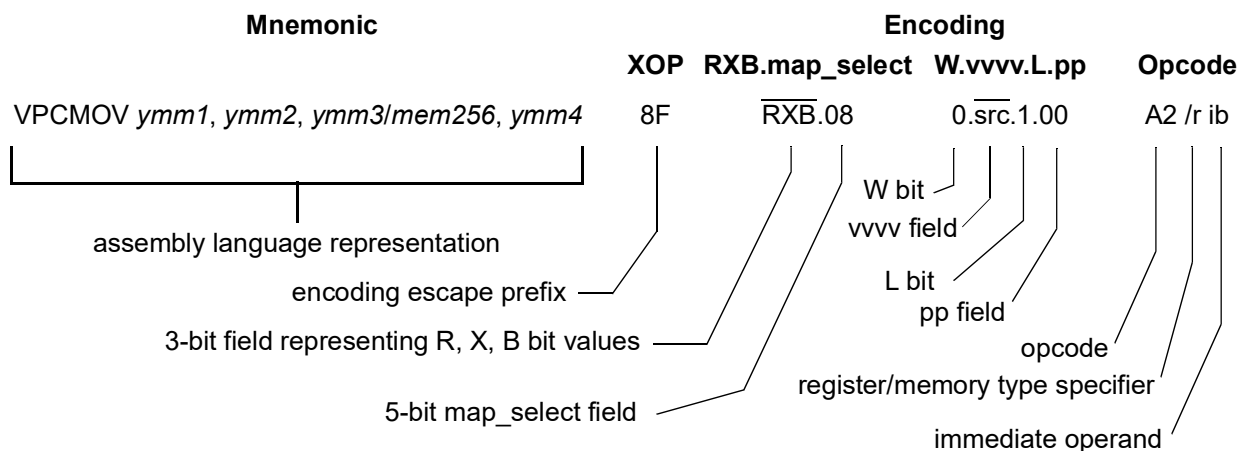 Mnemonic Encoding
XOP RXB.map_select W.vvvv.L.pp Opcode
VPCMOV ymm1, ymm2, ymm3/mem256, ymm4 8F R̅X̅B̅.08 0.s̅r̅c̅.1.00 A2 /r ib
W bit
vvvv field
assembly language representation
L bit
encoding escape prefix
pp field
3-bit field representing R, X, B bit values
opcode
register/memory type specifier
5-bit map_select field
immediate operand